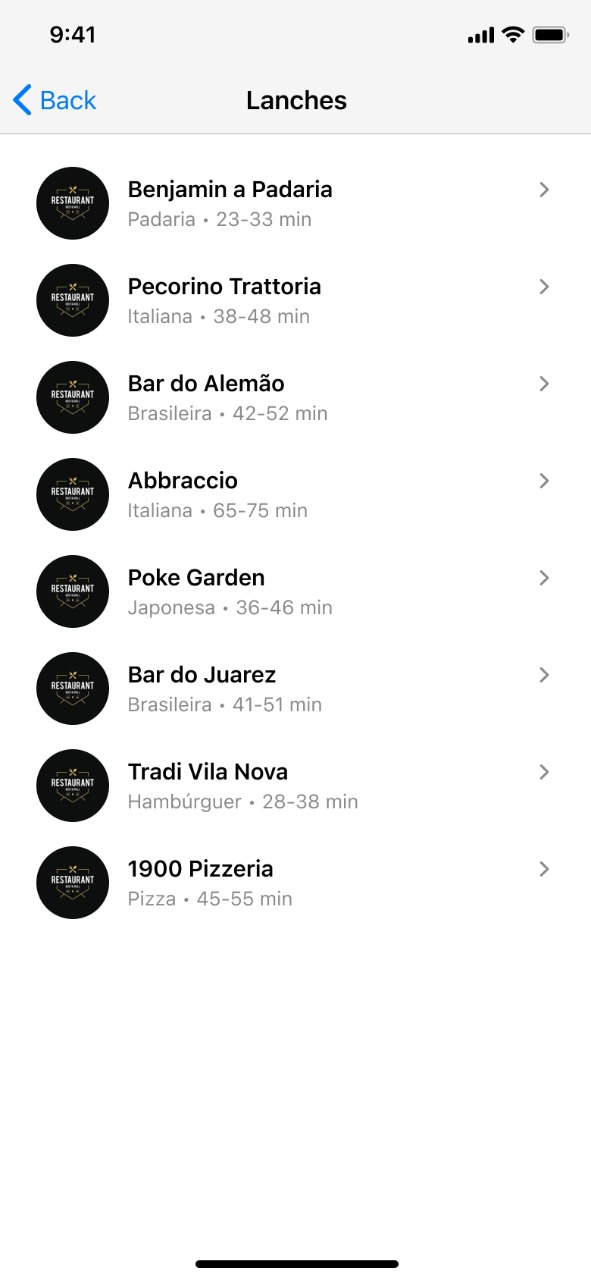 9:41
Back
Lanches
RESTAURANT
Benjamin a Padaria
Padaria • 23-33 min
RESTAURANT
Pecorino Trattoria
Italiana • 38-48 min
RESTAURANT
Bar do Alemão
Brasileira • 42-52 min
RESTAURANT
Abbraccio
Italiana • 65-75 min
RESTAURANT
Poke Garden
Japonesa • 36-46 min
RESTAURANT
Bar do Juarez
Brasileira • 41-51 min
RESTAURANT
Tradi Vila Nova
Hambúrguer • 28-38 min
RESTAURANT
1900 Pizzeria
Pizza • 45-55 min